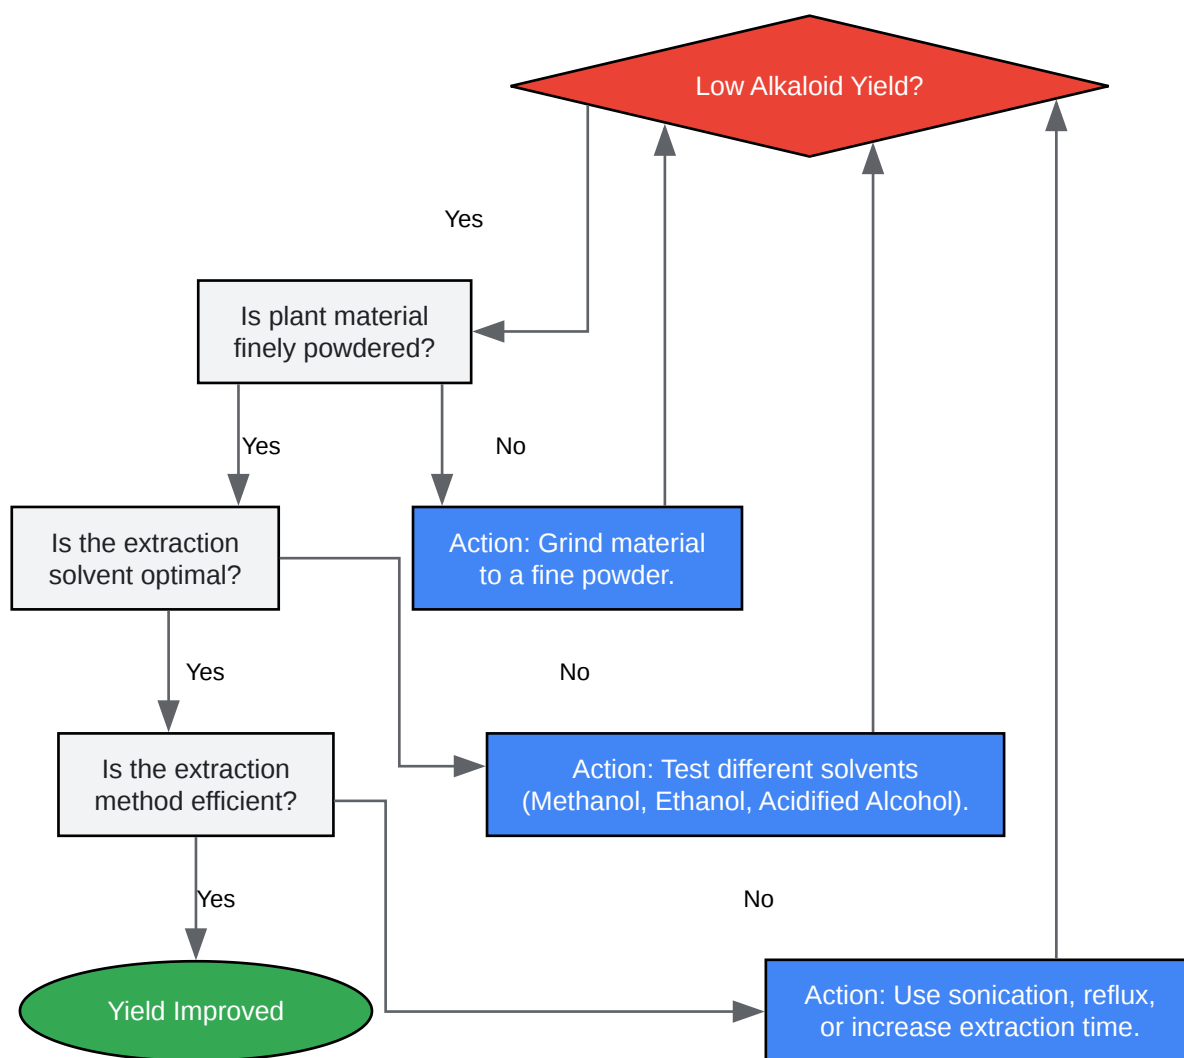 Low Alkaloid Yield?
Yes
Is plant material
finely powdered?
Yes
No
Is the extraction
solvent optimal?
Action: Grind material
to a fine powder.
Yes
No
Is the extraction
method efficient?
Action: Test different solvents
(Methanol, Ethanol, Acidified Alcohol).
Yes
No
Yield Improved
Action: Use sonication, reflux,
or increase extraction time.